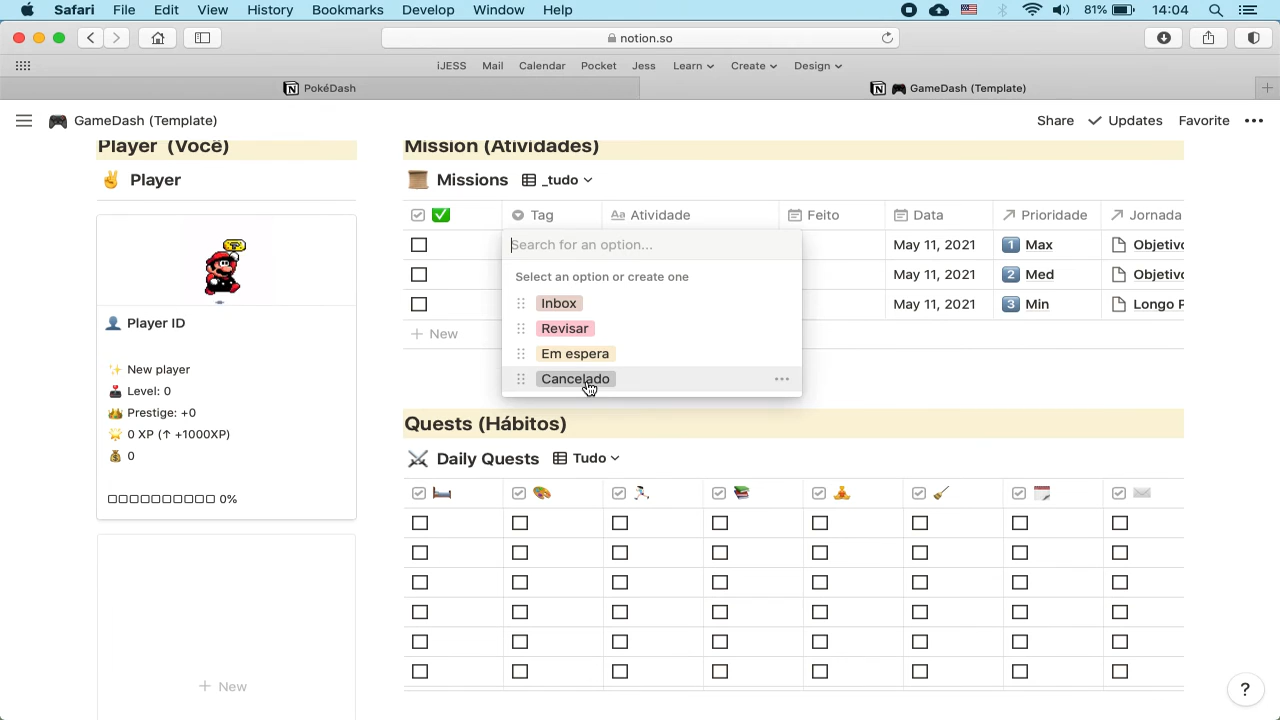 Safari File Edit View History Bookmarks Develop Window Help 81% 14:04
notion.so
iJESS Mail Calendar Pocket Jess Learn Create Design
PokéDash
🎮 GameDash (Template)
🎮 GameDash (Template)
Share ✓ Updates Favorite •••
Player (Você)
✌ Player
👤 Player ID
✨ New player
🕹 Level: 0
👑 Prestige: +0
🌟 0 XP (↑ +1000XP)
💰 0
□□□□□□□□□□ 0%
+ New
Mission (Atividades)
Missions _tudo
✅ Tag Aa Atividade Feito Data Prioridade Jornada
May 11, 2021 1 Max Objetivo
May 11, 2021 2 Med Objetivo
May 11, 2021 3 Min Longo P
+ New
Search for an option...
Select an option or create one
Inbox
Revisar
Em espera
Cancelado •••
Quests (Hábitos)
⚔ Daily Quests Tudo
?